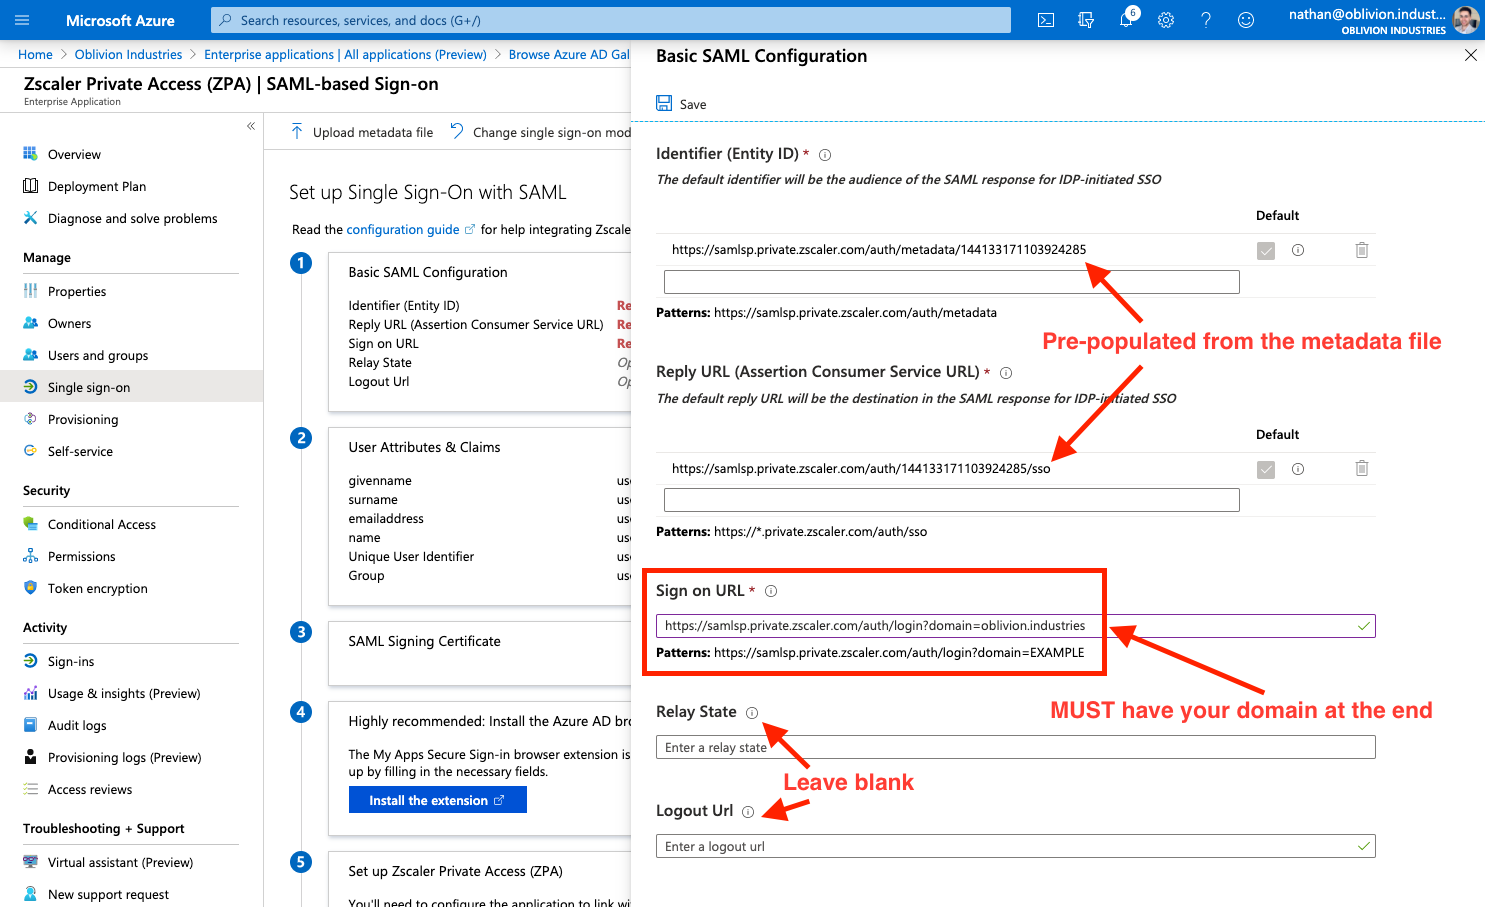 Microsoft Azure
Search resources, services, and docs (G+/)
6
nathan@oblivion.indust...
OBLIVION INDUSTRIES
Home > Oblivion Industries > Enterprise applications | All applications (Preview) > Browse Azure AD Gal
Zscaler Private Access (ZPA) | SAML-based Sign-on
Enterprise Application
«
Overview
Deployment Plan
Diagnose and solve problems
Manage
Properties
Owners
Users and groups
Single sign-on
Provisioning
Self-service
Security
Conditional Access
Permissions
Token encryption
Activity
Sign-ins
Usage & insights (Preview)
Audit logs
Provisioning logs (Preview)
Access reviews
Troubleshooting + Support
Virtual assistant (Preview)
New support request
Upload metadata file
Change single sign-on mod
Set up Single Sign-On with SAML
Read the configuration guide for help integrating Zscale
1
Basic SAML Configuration
Identifier (Entity ID) Re
Reply URL (Assertion Consumer Service URL) Re
Sign on URL Re
Relay State Op
Logout Url Op
2
User Attributes & Claims
givenname use
surname use
emailaddress use
name use
Unique User Identifier use
Group use
3
SAML Signing Certificate
4
Highly recommended: Install the Azure AD bro
The My Apps Secure Sign-in browser extension is
up by filling in the necessary fields.
Install the extension
5
Set up Zscaler Private Access (ZPA)
You'll need to configure the application to link wi
Basic SAML Configuration
Save
Identifier (Entity ID) *
The default identifier will be the audience of the SAML response for IDP-initiated SSO
Default
https://samlsp.private.zscaler.com/auth/metadata/144133171103924285
Patterns: https://samlsp.private.zscaler.com/auth/metadata
Pre-populated from the metadata file
Reply URL (Assertion Consumer Service URL) *
The default reply URL will be the destination in the SAML response for IDP-initiated SSO
Default
https://samlsp.private.zscaler.com/auth/144133171103924285/sso
Patterns: https://*.private.zscaler.com/auth/sso
Sign on URL *
https://samlsp.private.zscaler.com/auth/login?domain=oblivion.industries
Patterns: https://samlsp.private.zscaler.com/auth/login?domain=EXAMPLE
MUST have your domain at the end
Relay State
Enter a relay state
Leave blank
Logout Url
Enter a logout url